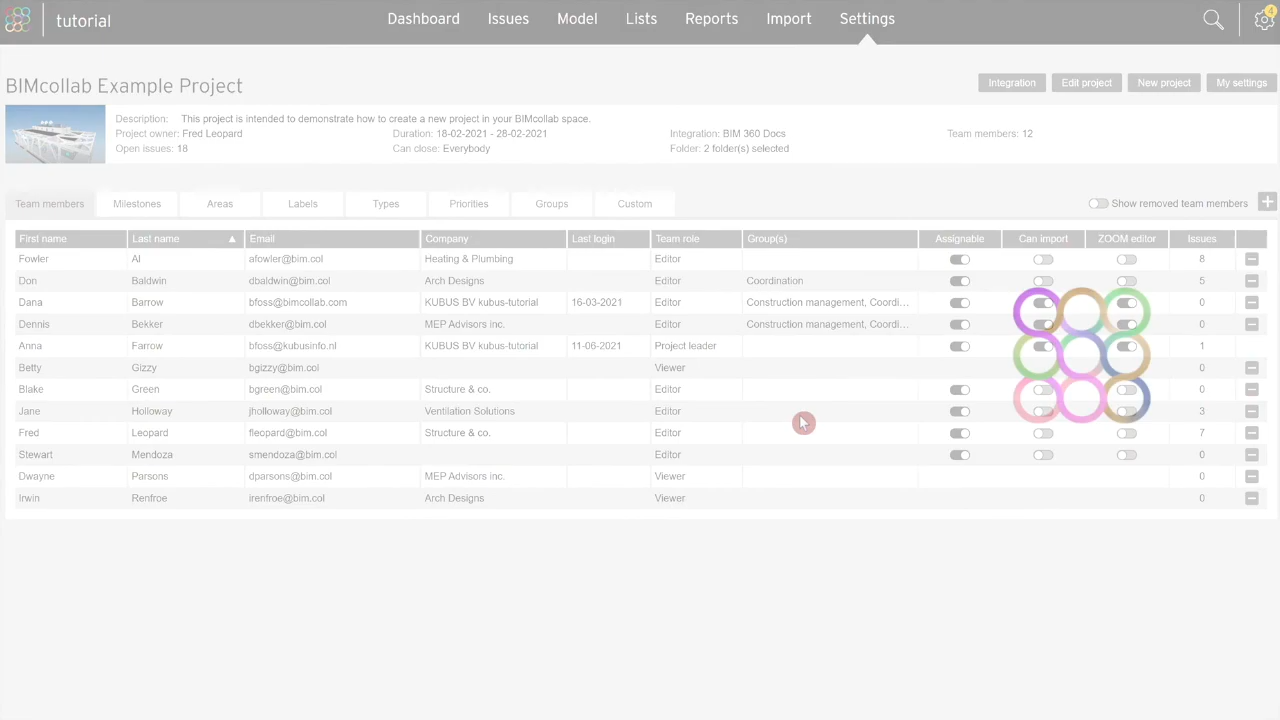 tutorial
Dashboard Issues Model Lists Reports Import Settings
4
BIMcollab Example Project
Integration Edit project New project My settings
Description: This project is intended to demonstrate how to create a new project in your BIMcollab space.
Project owner: Fred Leopard Duration: 18-02-2021 - 28-02-2021 Integration: BIM 360 Docs Team members: 12
Open issues: 18 Can close: Everybody Folder: 2 folder(s) selected
Team members Milestones Areas Labels Types Priorities Groups Custom Show removed team members
First name Last name Email Company Last login Team role Group(s) Assignable Can import ZOOM editor Issues
Fowler Al afowler@bim.col Heating & Plumbing Editor 8
Don Baldwin dbaldwin@bim.col Arch Designs Editor Coordination 5
Dana Barrow bfoss@bimcollab.com KUBUS BV kubus-tutorial 16-03-2021 Editor Construction management, Coordi... 0
Dennis Bekker dbekker@bim.col MEP Advisors inc. Editor Construction management, Coordi... 0
Anna Farrow bfoss@kubusinfo.nl KUBUS BV kubus-tutorial 11-06-2021 Project leader 1
Betty Gizzy bgizzy@bim.col Viewer 0
Blake Green bgreen@bim.col Structure & co. Editor 0
Jane Holloway jholloway@bim.col Ventilation Solutions Editor 3
Fred Leopard fleopard@bim.col Structure & co. Editor 7
Stewart Mendoza smendoza@bim.col Editor 0
Dwayne Parsons dparsons@bim.col MEP Advisors inc. Viewer 0
Irwin Renfroe irenfroe@bim.col Arch Designs Viewer 0